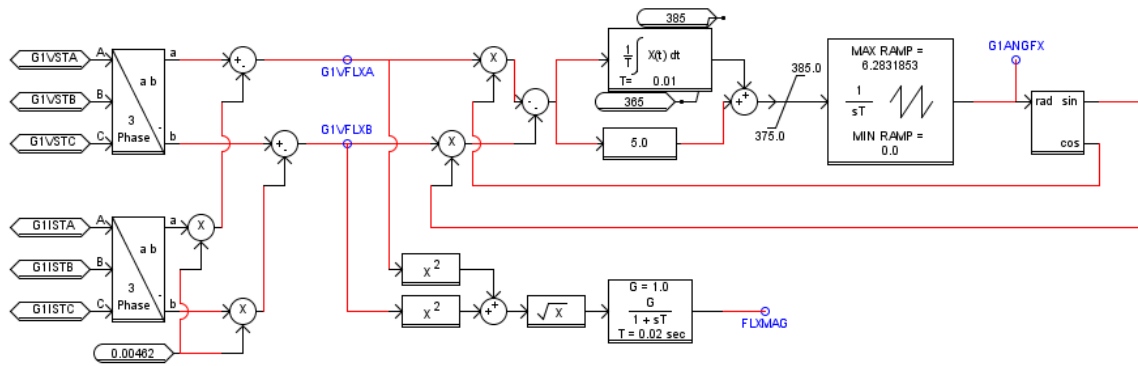 385
G1VSTA
A
a
G1VFLXA
X
1/T ∫ X(t) dt
T= 0.01
385.0
MAX RAMP =
6.2831853
G1ANGFX
a b
+
-
G1VSTB
B
-
-
365
+
+
1
sT
rad sin
3
Phase
-
375.0
G1VSTC
C
b
+
-
G1VFLXB
X
5.0
MIN RAMP =
0.0
cos
G1ISTA
A
a
X
a b
G1ISTB
B
3
Phase
-
X 2
G = 1.0
G1ISTC
C
b
X
X 2
+
+
√X
G
1 + sT
FLXMAG
T = 0.02 sec
0.00462